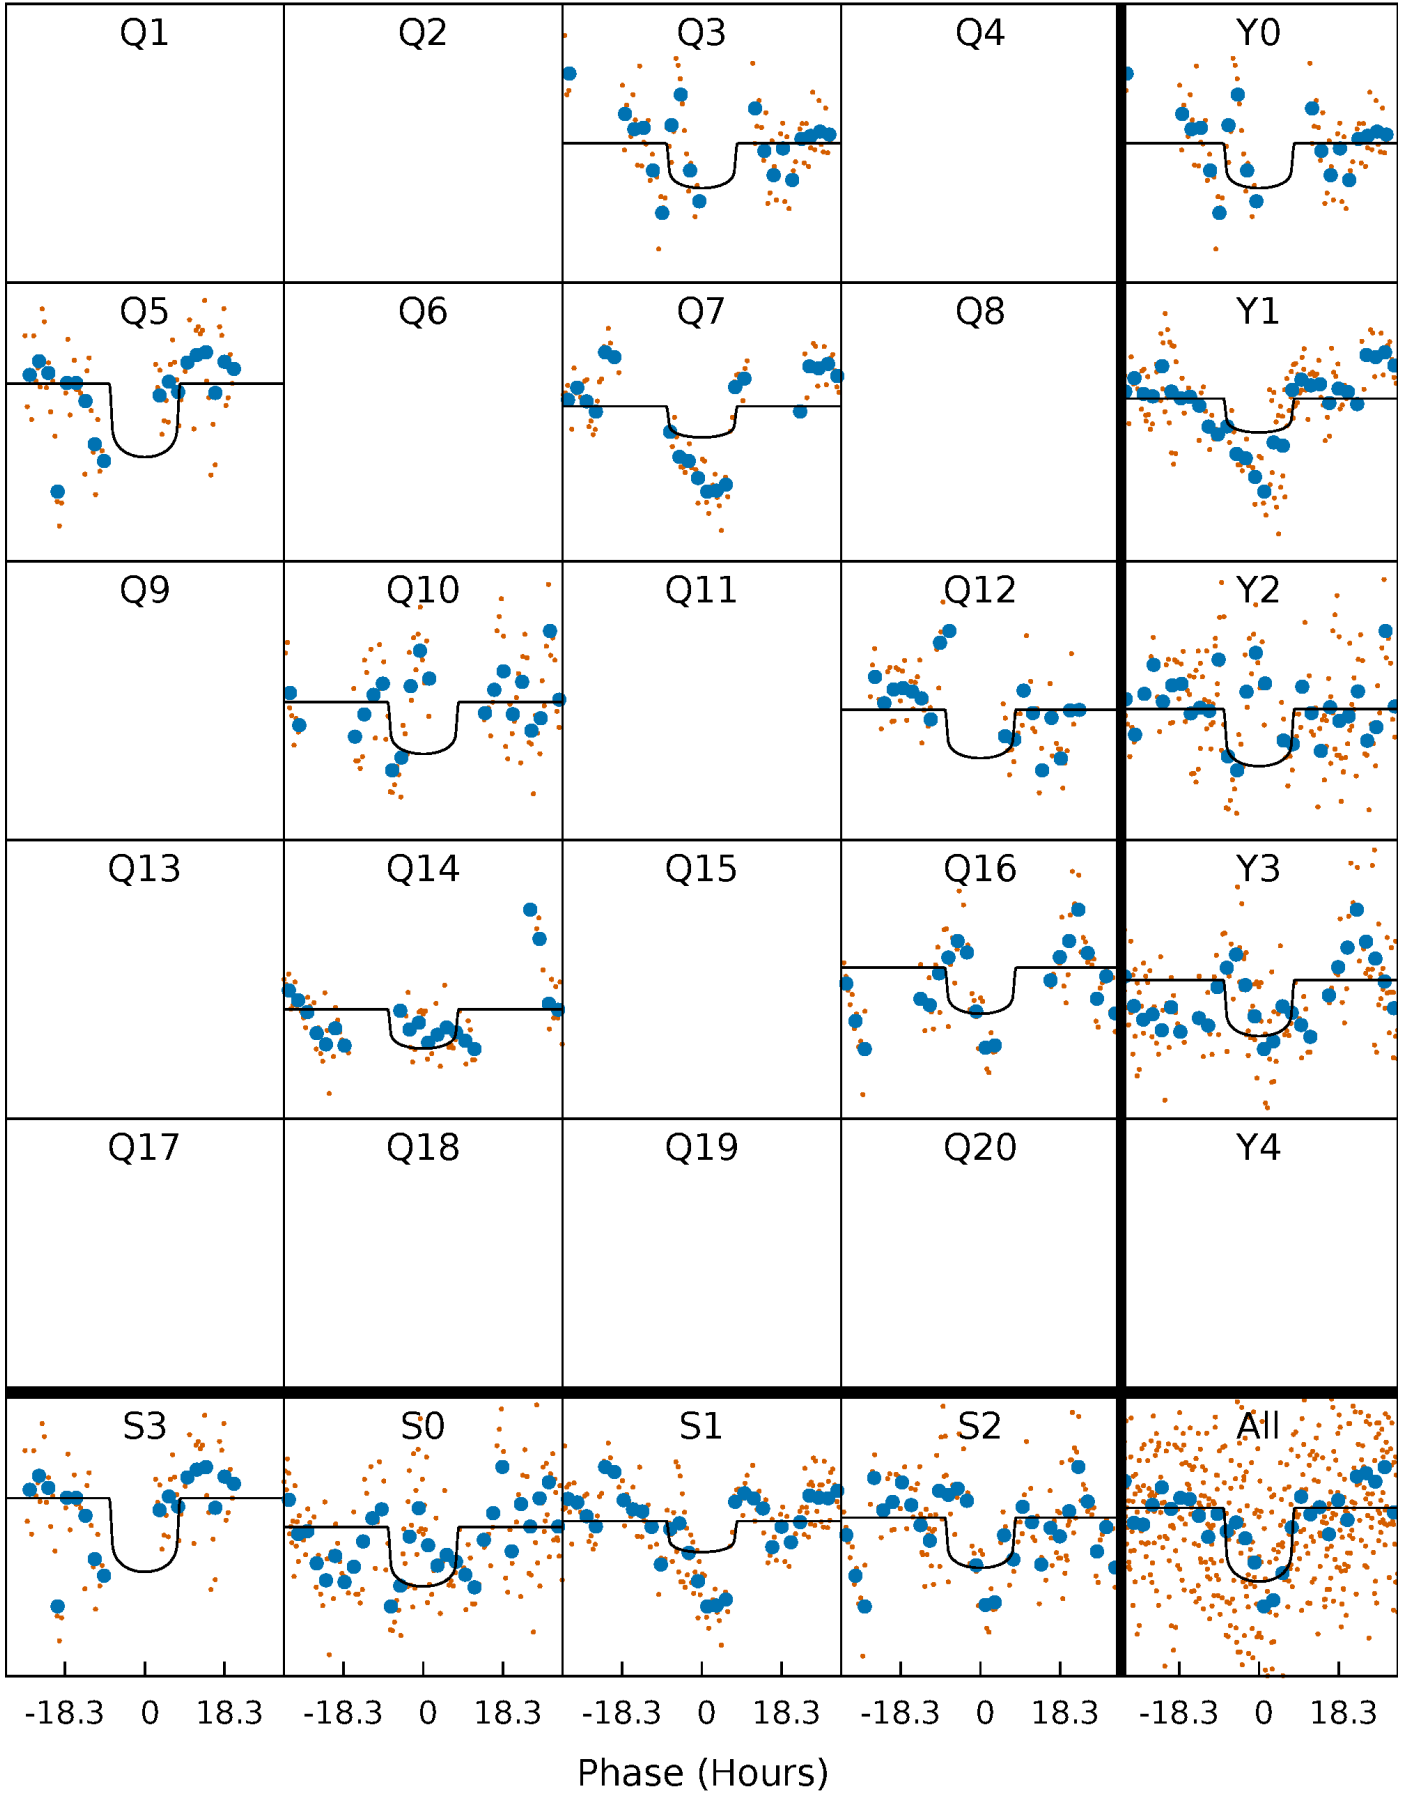 Q1 Q2 Q3 Q4 Y0
Q5 Q6 Q7 Q8 Y1
Q9 Q10 Q11 Q12 Y2
Q13 Q14 Q15 Q16 Y3
Q17 Q18 Q19 Q20 Y4
S3 S0 S1 S2 All
-18.3 0 18.3 -18.3 0 18.3 -18.3 0 18.3 -18.3 0 18.3 -18.3 0 18.3
Phase (Hours)